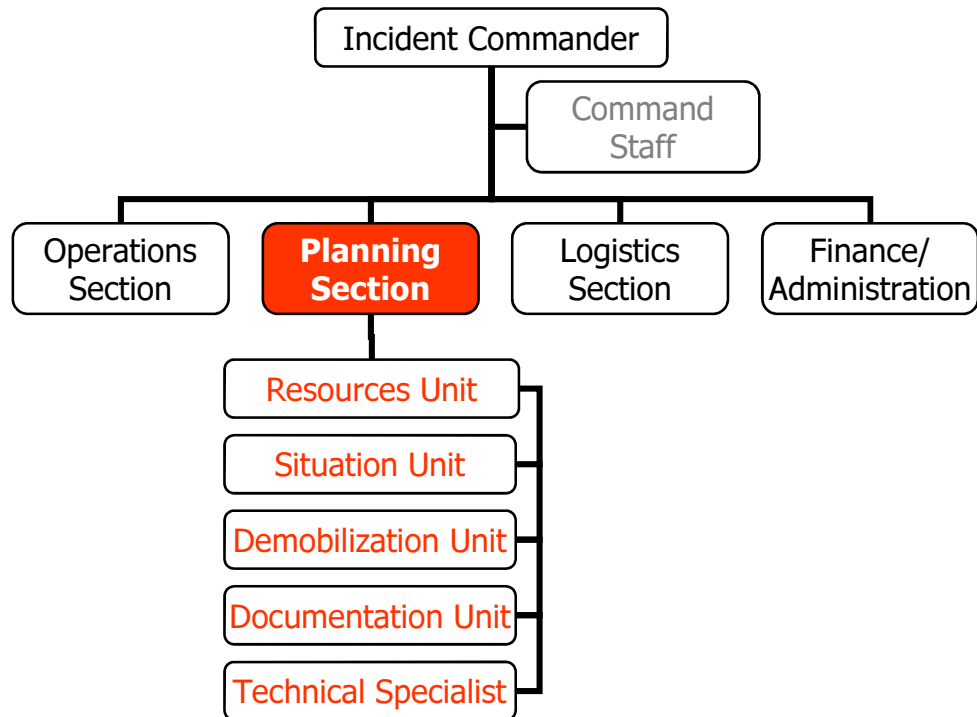 Incident Commander
Command
Staff
Operations
Section
Planning
Section
Logistics
Section
Finance/
Administration
Resources Unit
Situation Unit
Demobilization Unit
Documentation Unit
Technical Specialist